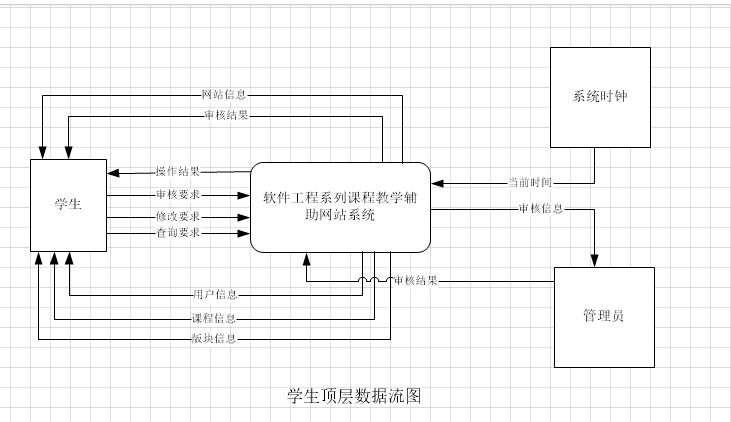 网站信息
系统时钟
审核结果
操作结果
审核要求
学生
修改要求
查询要求
软件工程系列课程教学辅
助网站系统
当前时间
审核信息
审核结果
用户信息
课程信息
版块信息
管理员
学生顶层数据流图